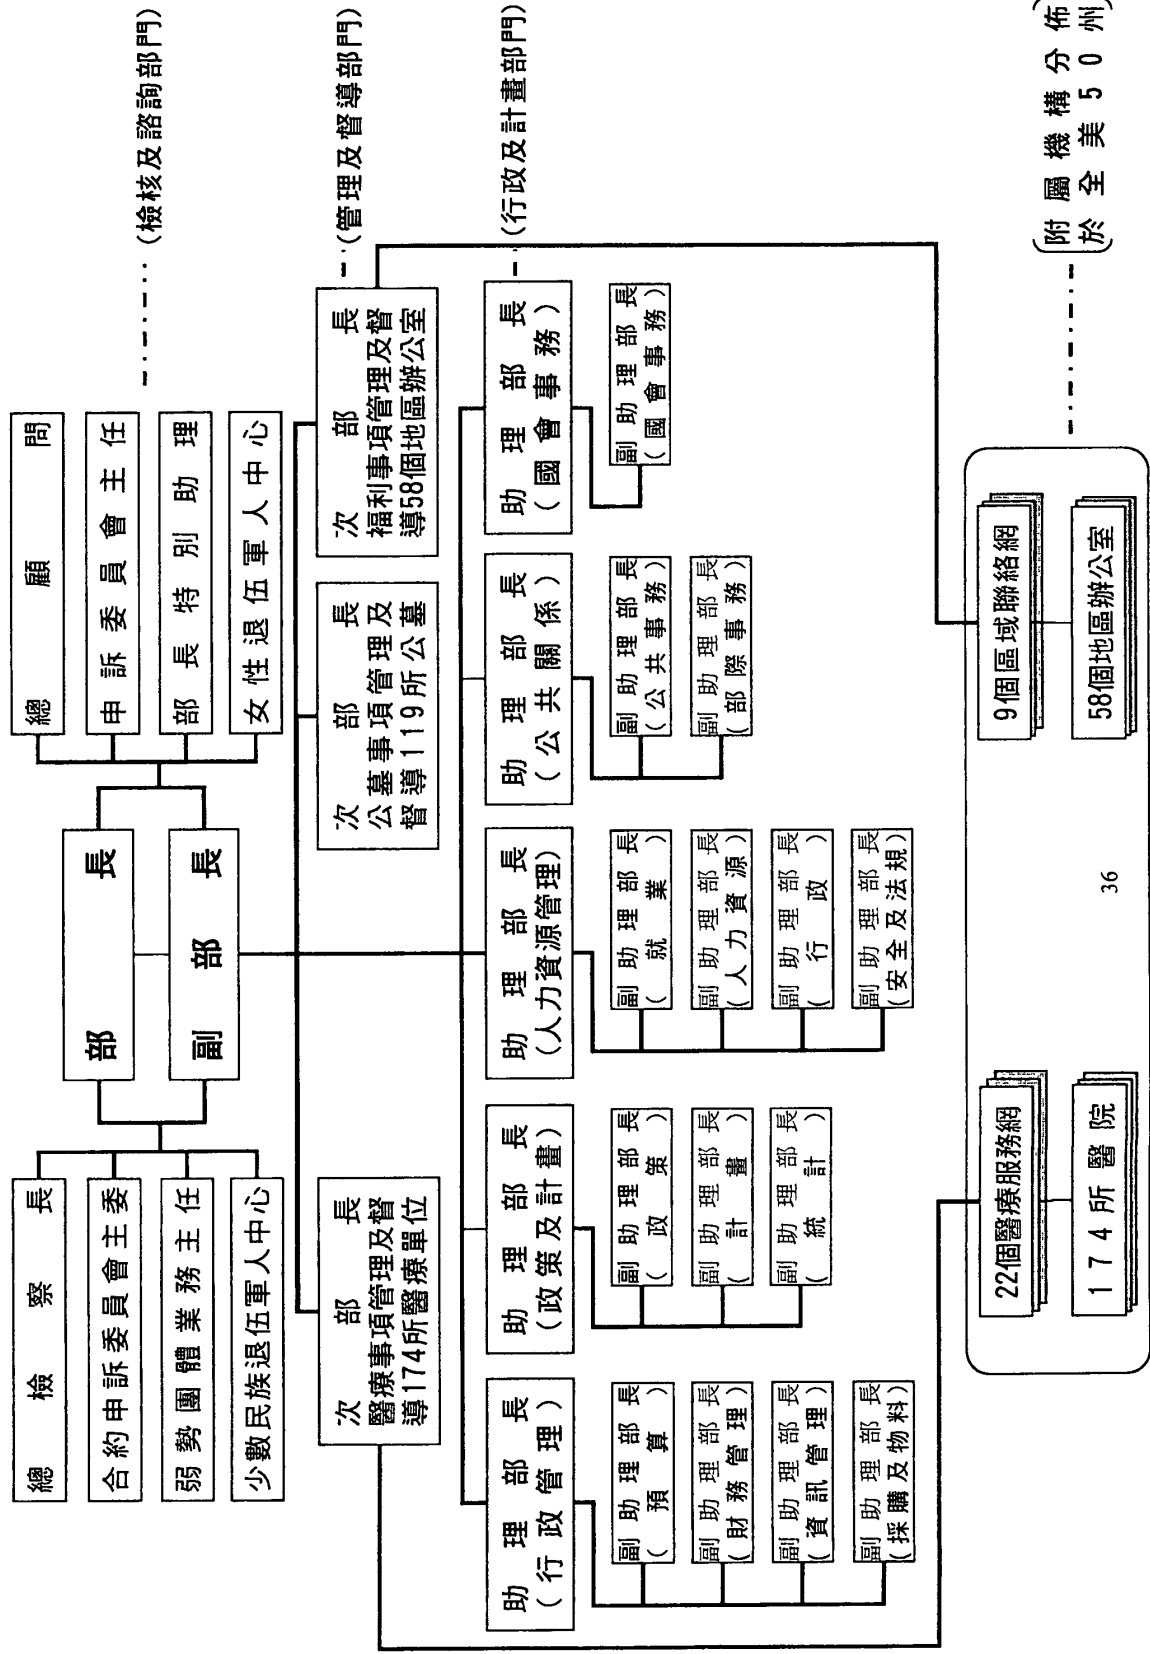 部長
副部長
總檢察長
合約申訴委員會主委
弱勢團體業務主任
少數民族退伍軍人中心
總顧問
申訴委員會主任
部長特別助理
女性退伍軍人中心
(檢核及諮詢部門)
次部長
醫療事項管理及督
導174所醫療單位
次部長
公墓事項管理及
督導119所公墓
次部長
福利事項管理及督
導58個地區辦公室
(管理及督導部門)
助理部長
(行政管理)
助理部長
(政策及計畫)
助理部長
(人力資源管理)
助理部長
(公共關係)
助理部長
(國會事務)
(行政及計畫部門)
副助理部長
(預算)
副助理部長
(財務管理)
副助理部長
(資訊管理)
副助理部長
(採購及物料)
副助理部長
(政策)
副助理部長
(計畫)
副助理部長
(統計)
副助理部長
(就業)
副助理部長
(人力資源)
副助理部長
(行政)
副助理部長
(安全及法規)
副助理部長
(公共事務)
副助理部長
(部際事務)
副助理部長
(國會事務)
22個醫療服務網
174所醫院
9個區域聯絡網
58個地區辦公室
(附屬機構分佈
於全美50州)
36